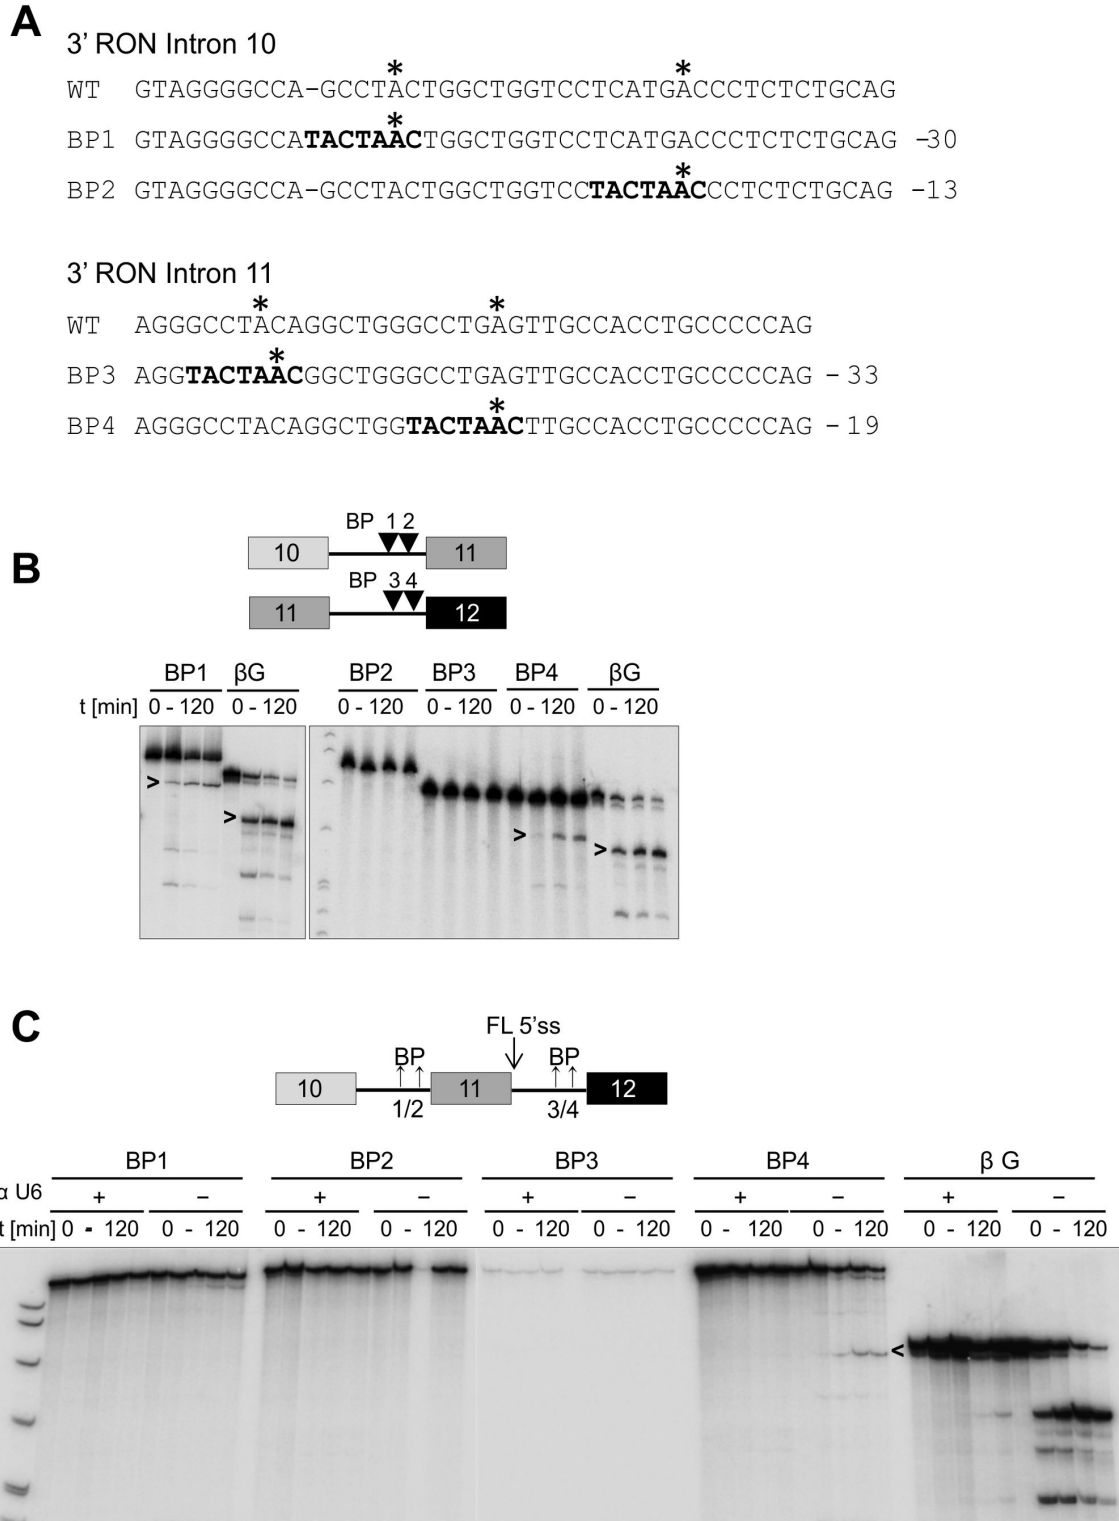 A
3’ RON Intron 10
* *
WT GTAGGGGCCA-GCCTACTGGCTGGTCCTCATGACCCTCTCTGCAG
*
BP1 GTAGGGGCCATACTAACTGGCTGGTCCTCATGACCCTCTCTGCAG -30
*
BP2 GTAGGGGCCA-GCCTACTGGCTGGTCCTACTAACCCTCTCTGCAG -13
3’ RON Intron 11
* *
WT AGGGCCTACAGGCTGGGCCTGAGTTGCCACCTGCCCCCAG
*
BP3 AGGTACTAACGGCTGGGCCTGAGTTGCCACCTGCCCCCAG -33
*
BP4 AGGGCCTACAGGCTGGTACTAACTTGCCACCTGCCCCCAG -19
B
BP 1 2
10 11
BP 3 4
11 12
BP1 βG BP2 BP3 BP4 βG
t [min] 0 - 120 0 - 120 0 - 120 0 - 120 0 - 120 0 - 120
> > > >
C
FL 5’ss
BP BP
10 11 12
1/2 3/4
BP1 BP2 BP3 BP4 β G
α U6 + – + – + – + – + –
t [min] 0 - 120 0 - 120 0 - 120 0 - 120 0 - 120 0 - 120 0 - 120 0 - 120 0 - 120 0 - 120
<